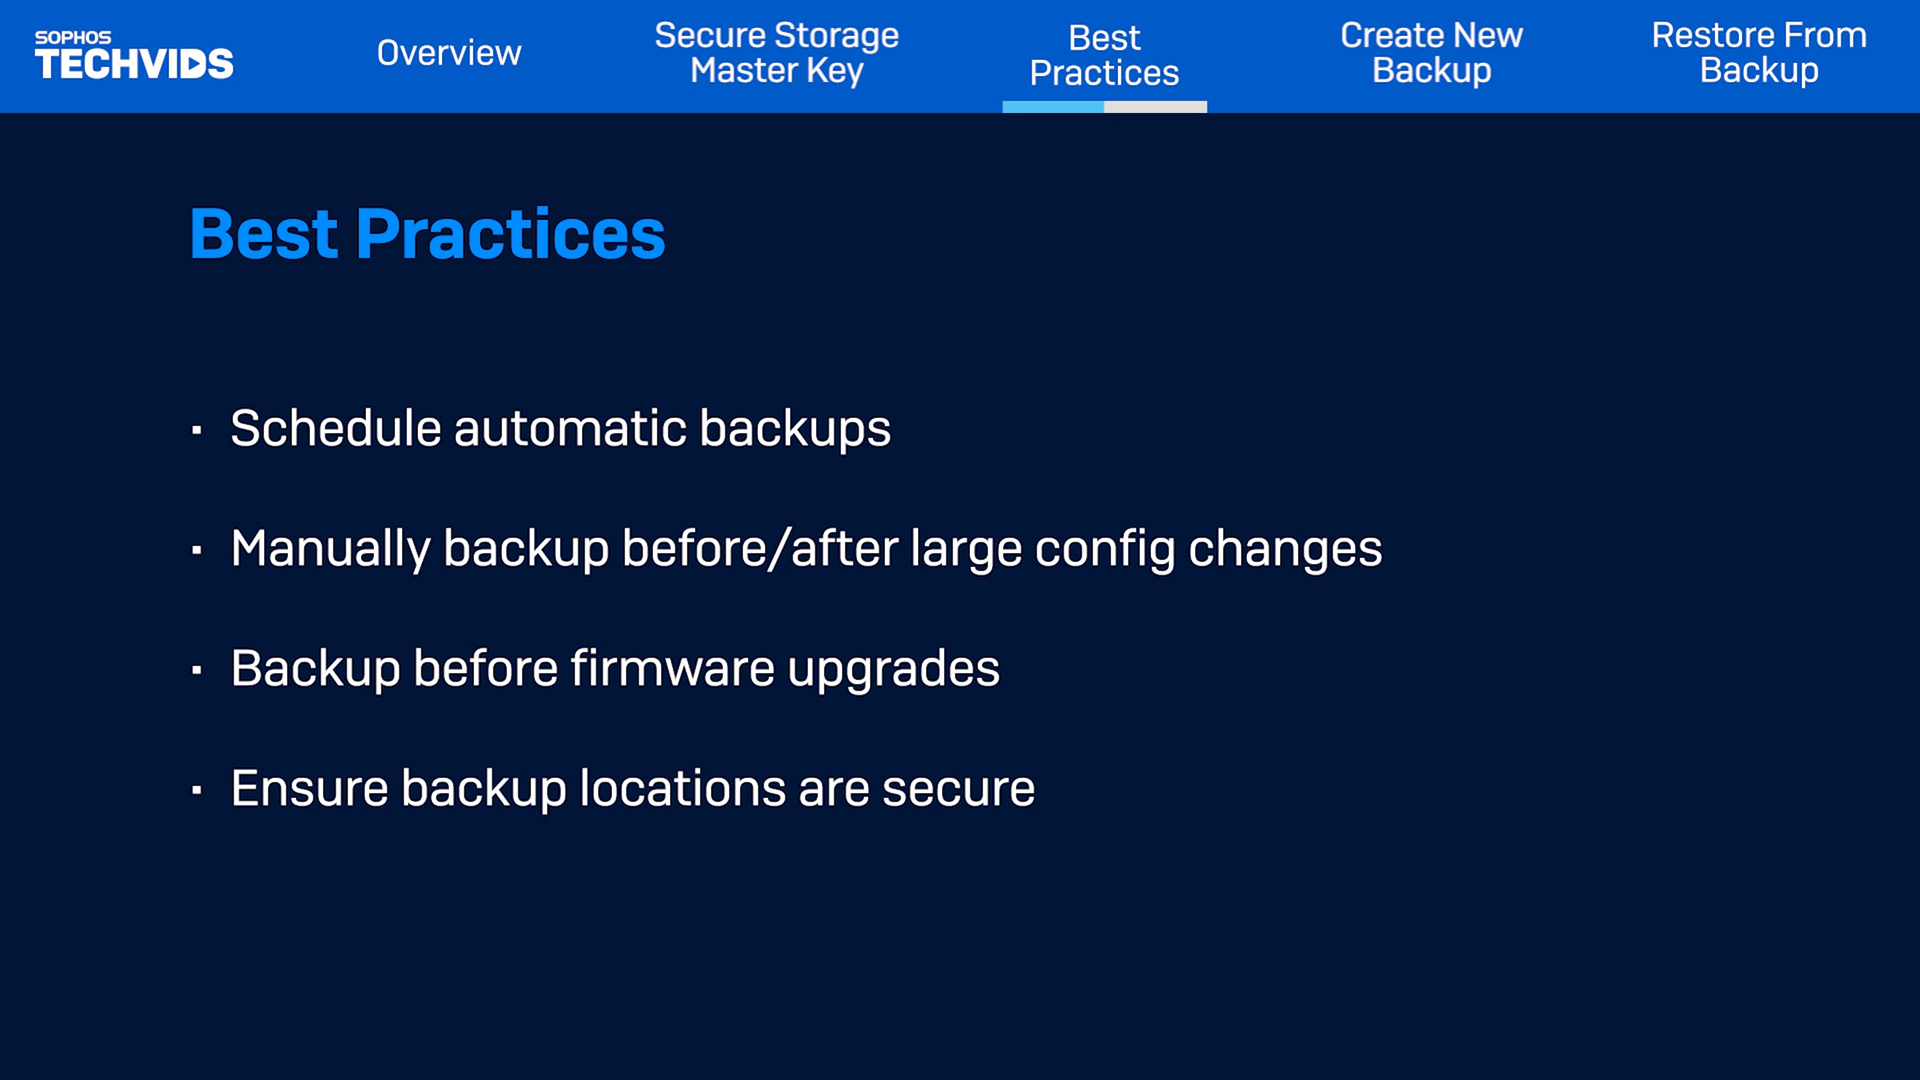 SOPHOS
TECHVIDS
Overview
Secure Storage
Master Key
Best
Practices
Create New
Backup
Restore From
Backup
Best Practices
▪ Schedule automatic backups
▪ Manually backup before/after large config changes
▪ Backup before firmware upgrades
▪ Ensure backup locations are secure